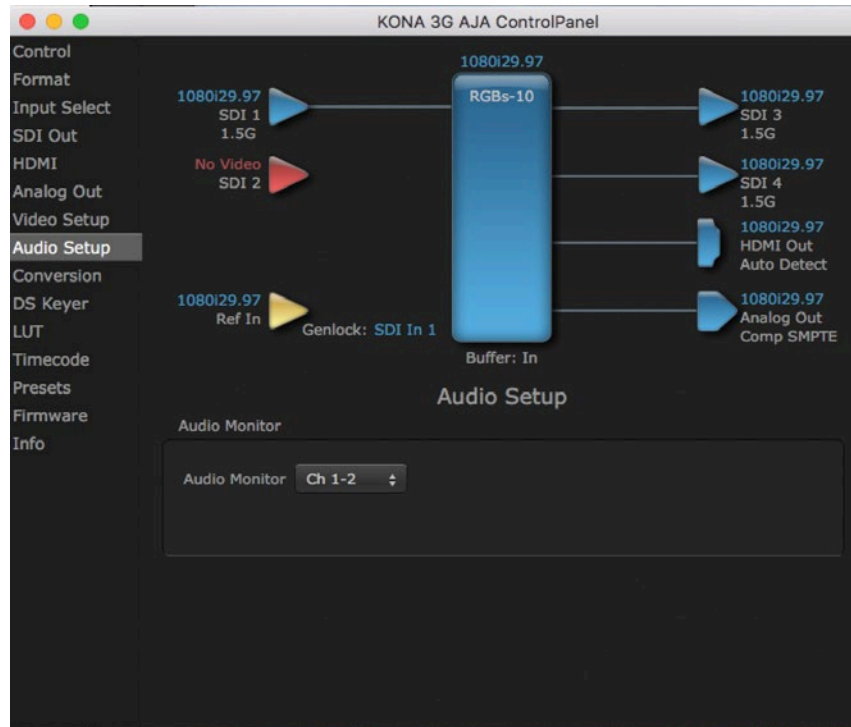 KONA 3G AJA ControlPanel
Control
Format
Input Select
SDI Out
HDMI
Analog Out
Video Setup
Audio Setup
Conversion
DS Keyer
LUT
Timecode
Presets
Firmware
Info
1080i29.97
RGBs-10
1080i29.97
SDI 1
1.5G
No Video
SDI 2
1080i29.97
Ref In
Genlock: SDI In 1
Buffer: In
1080i29.97
SDI 3
1.5G
1080i29.97
SDI 4
1.5G
1080i29.97
HDMI Out
Auto Detect
1080i29.97
Analog Out
Comp SMPTE
Audio Setup
Audio Monitor
Audio Monitor Ch 1-2